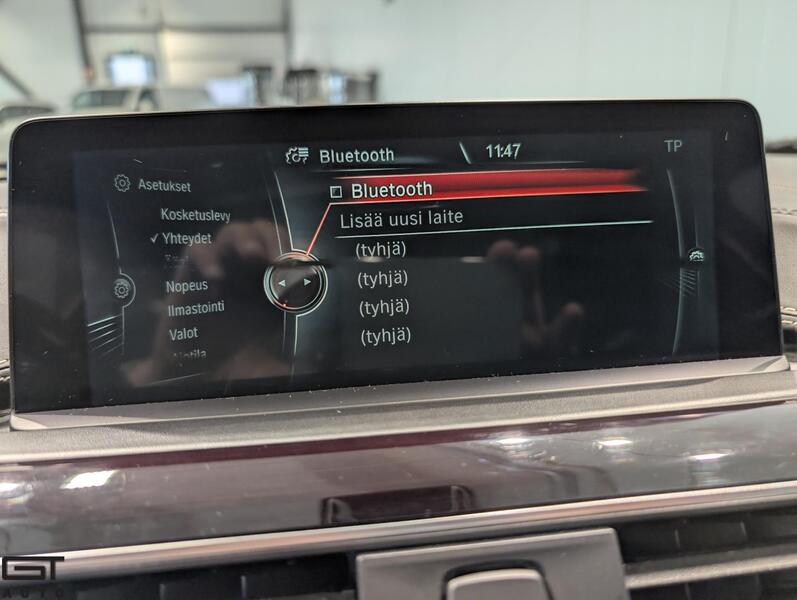 Bluetooth 11:47 TP
Asetukset
Kosketuslevy
Yhteydet
Nopeus
Ilmastointi
Valot
Bluetooth
Lisää uusi laite
(tyhjä)
(tyhjä)
(tyhjä)
(tyhjä)
GT
AUTO